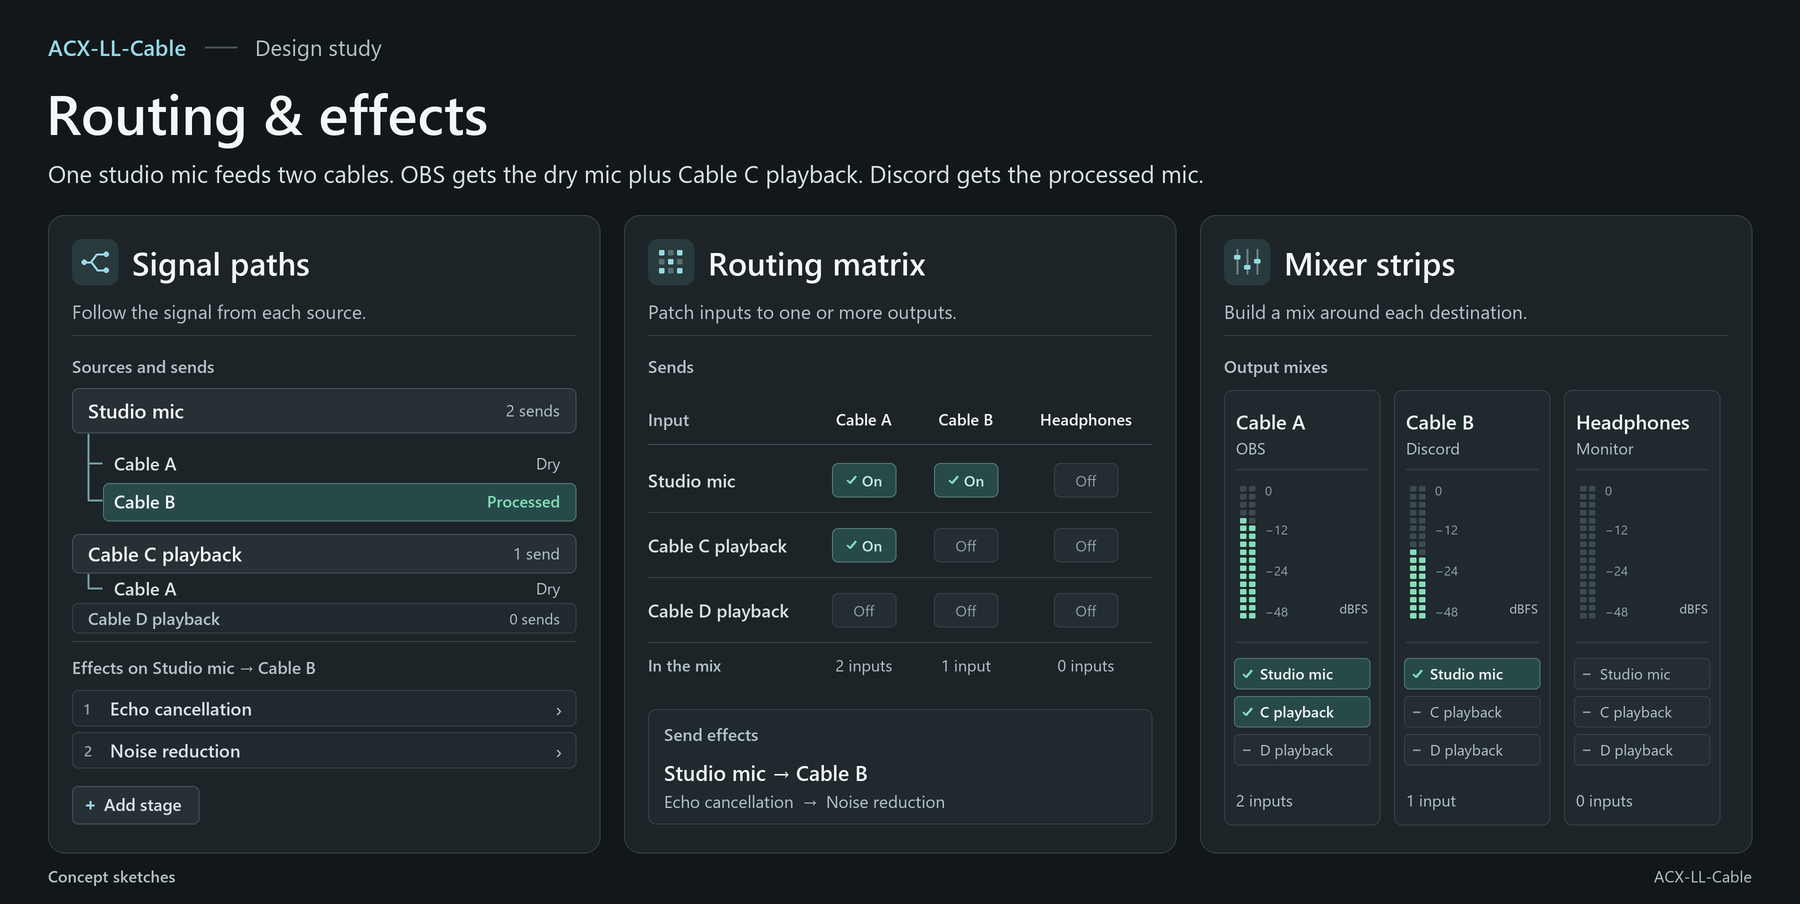 ACX-LL-Cable — Design study
Routing & effects
One studio mic feeds two cables. OBS gets the dry mic plus Cable C playback. Discord gets the processed mic.
Signal paths
Follow the signal from each source.
Sources and sends
Studio mic 2 sends
Cable A Dry
Cable B Processed
Cable C playback 1 send
Cable A Dry
Cable D playback 0 sends
Effects on Studio mic → Cable B
1 Echo cancellation ›
2 Noise reduction ›
+ Add stage
Routing matrix
Patch inputs to one or more outputs.
Sends
Input Cable A Cable B Headphones
Studio mic ✓ On ✓ On Off
Cable C playback ✓ On Off Off
Cable D playback Off Off Off
In the mix 2 inputs 1 input 0 inputs
Send effects
Studio mic → Cable B
Echo cancellation → Noise reduction
Mixer strips
Build a mix around each destination.
Output mixes
Cable A
OBS
0
−12
−24
−48 dBFS
✓ Studio mic
✓ C playback
− D playback
2 inputs
Cable B
Discord
0
−12
−24
−48 dBFS
✓ Studio mic
− C playback
− D playback
1 input
Headphones
Monitor
0
−12
−24
−48 dBFS
− Studio mic
− C playback
− D playback
0 inputs
Concept sketches
ACX-LL-Cable